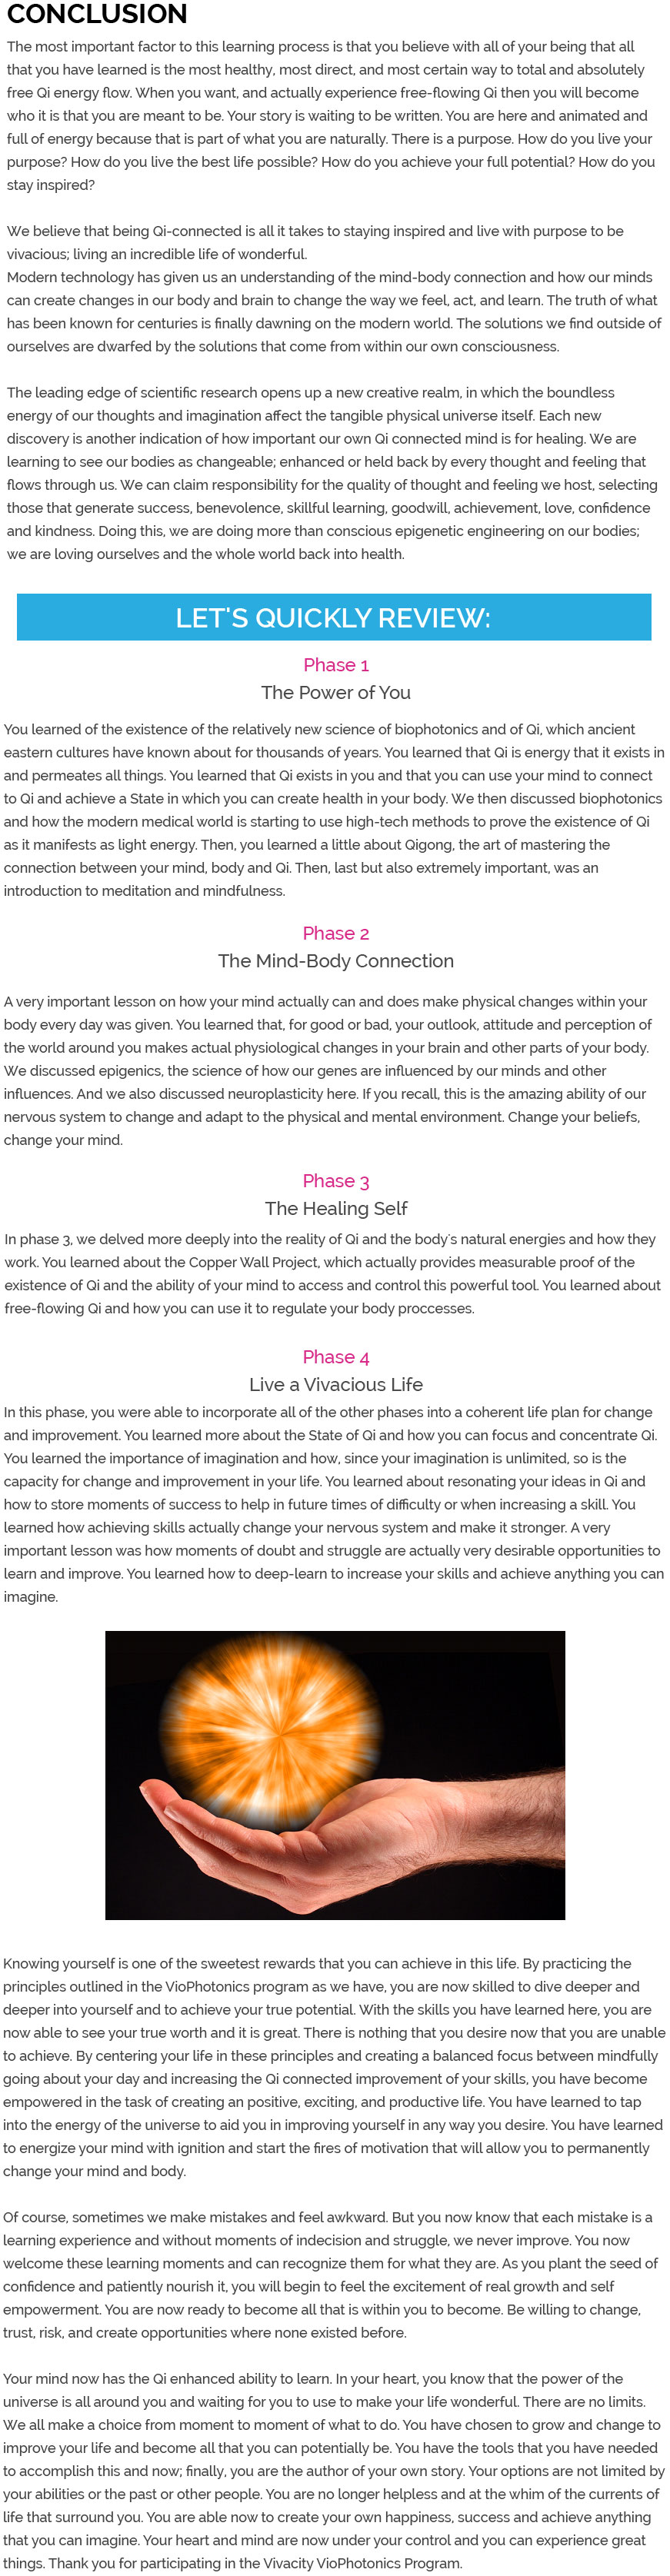 CONCLUSION
The most important factor to this learning process is that you believe with all of your being that all
that you have learned is the most healthy, most direct, and most certain way to total and absolutely
free Qi energy flow. When you want, and actually experience free-flowing Qi then you will become
who it is that you are meant to be. Your story is waiting to be written. You are here and animated and
full of energy because that is part of what you are naturally. There is a purpose. How do you live your
purpose? How do you live the best life possible? How do you achieve your full potential? How do you
stay inspired?
We believe that being Qi-connected is all it takes to staying inspired and live with purpose to be
vivacious; living an incredible life of wonderful.
Modern technology has given us an understanding of the mind-body connection and how our minds
can create changes in our body and brain to change the way we feel, act, and learn. The truth of what
has been known for centuries is finally dawning on the modern world. The solutions we find outside of
ourselves are dwarfed by the solutions that come from within our own consciousness.
The leading edge of scientific research opens up a new creative realm, in which the boundless
energy of our thoughts and imagination affect the tangible physical universe itself. Each new
discovery is another indication of how important our own Qi connected mind is for healing. We are
learning to see our bodies as changeable; enhanced or held back by every thought and feeling that
flows through us. We can claim responsibility for the quality of thought and feeling we host, selecting
those that generate success, benevolence, skillful learning, goodwill, achievement, love, confidence
and kindness. Doing this, we are doing more than conscious epigenetic engineering on our bodies;
we are loving ourselves and the whole world back into health.
LET'S QUICKLY REVIEW:
Phase 1
The Power of You
You learned of the existence of the relatively new science of biophotonics and of Qi, which ancient
eastern cultures have known about for thousands of years. You learned that Qi is energy that it exists in
and permeates all things. You learned that Qi exists in you and that you can use your mind to connect
to Qi and achieve a State in which you can create health in your body. We then discussed biophotonics
and how the modern medical world is starting to use high-tech methods to prove the existence of Qi
as it manifests as light energy. Then, you learned a little about Qigong, the art of mastering the
connection between your mind, body and Qi. Then, last but also extremely important, was an
introduction to meditation and mindfulness.
Phase 2
The Mind-Body Connection
A very important lesson on how your mind actually can and does make physical changes within your
body every day was given. You learned that, for good or bad, your outlook, attitude and perception of
the world around you makes actual physiological changes in your brain and other parts of your body.
We discussed epigenics, the science of how our genes are influenced by our minds and other
influences. And we also discussed neuroplasticity here. If you recall, this is the amazing ability of our
nervous system to change and adapt to the physical and mental environment. Change your beliefs,
change your mind.
Phase 3
The Healing Self
In phase 3, we delved more deeply into the reality of Qi and the body's natural energies and how they
work. You learned about the Copper Wall Project, which actually provides measurable proof of the
existence of Qi and the ability of your mind to access and control this powerful tool. You learned about
free-flowing Qi and how you can use it to regulate your body proccesses.
Phase 4
Live a Vivacious Life
In this phase, you were able to incorporate all of the other phases into a coherent life plan for change
and improvement. You learned more about the State of Qi and how you can focus and concentrate Qi.
You learned the importance of imagination and how, since your imagination is unlimited, so is the
capacity for change and improvement in your life. You learned about resonating your ideas in Qi and
how to store moments of success to help in future times of difficulty or when increasing a skill. You
learned how achieving skills actually change your nervous system and make it stronger. A very
important lesson was how moments of doubt and struggle are actually very desirable opportunities to
learn and improve. You learned how to deep-learn to increase your skills and achieve anything you can
imagine.
Knowing yourself is one of the sweetest rewards that you can achieve in this life. By practicing the
principles outlined in the VioPhotonics program as we have, you are now skilled to dive deeper and
deeper into yourself and to achieve your true potential. With the skills you have learned here, you are
now able to see your true worth and it is great. There is nothing that you desire now that you are unable
to achieve. By centering your life in these principles and creating a balanced focus between mindfully
going about your day and increasing the Qi connected improvement of your skills, you have become
empowered in the task of creating an positive, exciting, and productive life. You have learned to tap
into the energy of the universe to aid you in improving yourself in any way you desire. You have learned
to energize your mind with ignition and start the fires of motivation that will allow you to permanently
change your mind and body.
Of course, sometimes we make mistakes and feel awkward. But you now know that each mistake is a
learning experience and without moments of indecision and struggle, we never improve. You now
welcome these learning moments and can recognize them for what they are. As you plant the seed of
confidence and patiently nourish it, you will begin to feel the excitement of real growth and self
empowerment. You are now ready to become all that is within you to become. Be willing to change,
trust, risk, and create opportunities where none existed before.
Your mind now has the Qi enhanced ability to learn. In your heart, you know that the power of the
universe is all around you and waiting for you to use to make your life wonderful. There are no limits.
We all make a choice from moment to moment of what to do. You have chosen to grow and change to
improve your life and become all that you can potentially be. You have the tools that you have needed
to accomplish this and now; finally, you are the author of your own story. Your options are not limited by
your abilities or the past or other people. You are no longer helpless and at the whim of the currents of
life that surround you. You are able now to create your own happiness, success and achieve anything
that you can imagine. Your heart and mind are now under your control and you can experience great
things. Thank you for participating in the Vivacity VioPhotonics Program.